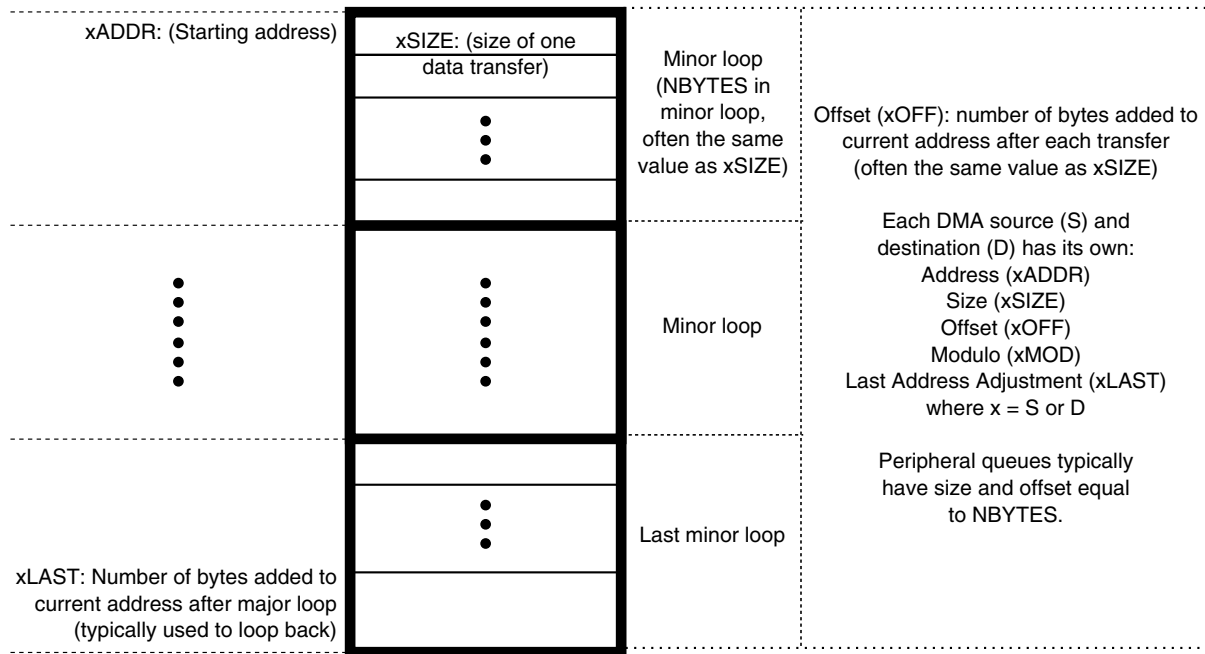 xADDR: (Starting address)
xSIZE: (size of one
data transfer)
Minor loop
(NBYTES in
minor loop,
often the same
value as xSIZE)
Offset (xOFF): number of bytes added to
current address after each transfer
(often the same value as xSIZE)
Each DMA source (S) and
destination (D) has its own:
Address (xADDR)
Size (xSIZE)
Offset (xOFF)
Modulo (xMOD)
Last Address Adjustment (xLAST)
where x = S or D
Peripheral queues typically
have size and offset equal
to NBYTES.
Minor loop
xLAST: Number of bytes added to
current address after major loop
(typically used to loop back)
Last minor loop